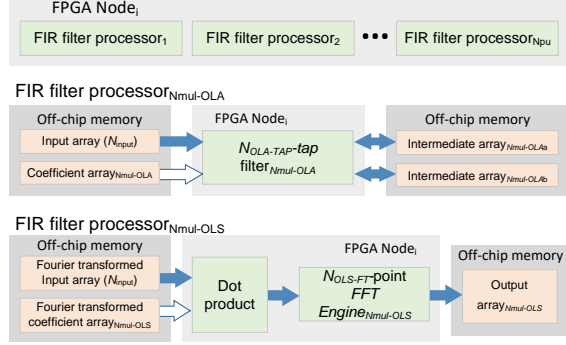 FPGA Nodei
FIR filter processor1
FIR filter processor2
•••
FIR filter processorNpu
FIR filter processorNmul-OLA
Off-chip memory
Input array (Ninput)
Coefficient arrayNmul-OLA
FPGA Nodei
NOLA-TAP-tap
filterNmul-OLA
Off-chip memory
Intermediate arrayNmul-OLAa
Intermediate arrayNmul-OLAb
FIR filter processorNmul-OLS
Off-chip memory
Fourier transformed
Input array (Ninput)
Fourier transformed
coefficient arrayNmul-OLS
FPGA Nodei
Dot
product
NOLS-FT-point
FFT
EngineNmul-OLS
Off-chip memory
Output
arrayNmul-OLS